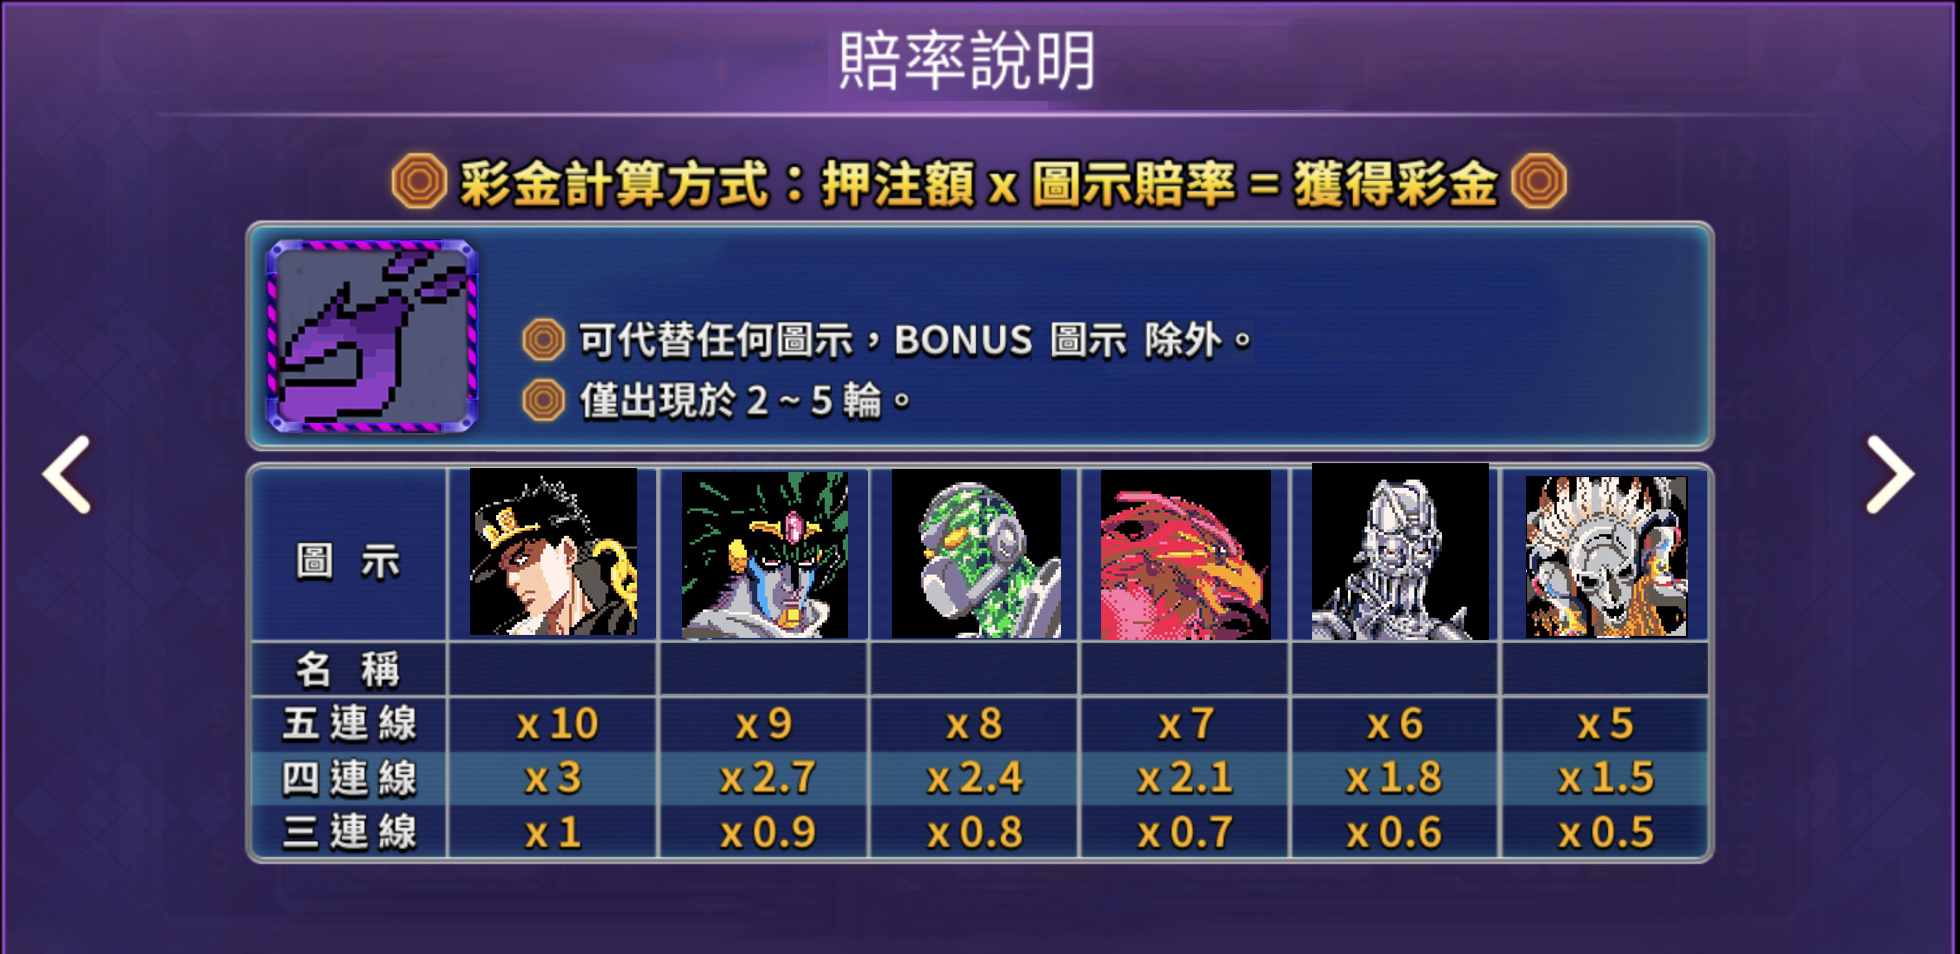 賠率說明
彩金計算方式：押注額 x 圖示賠率 = 獲得彩金
可代替任何圖示，BONUS 圖示 除外。
僅出現於 2 ~ 5 輪。
圖 示
名 稱
五連線 x 10 x 9 x 8 x 7 x 6 x 5
四連線 x 3 x 2.7 x 2.4 x 2.1 x 1.8 x 1.5
三連線 x 1 x 0.9 x 0.8 x 0.7 x 0.6 x 0.5